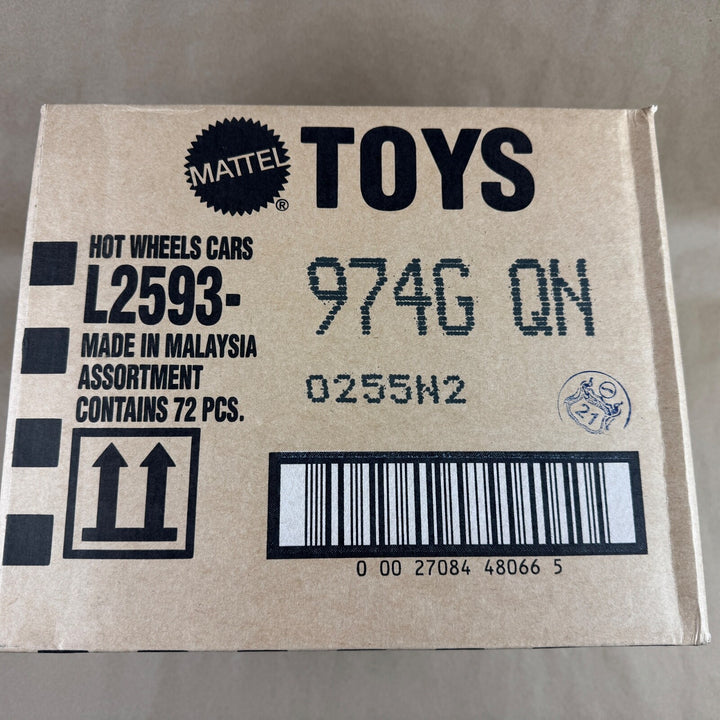 MATTEL® TOYS
HOT WHEELS CARS
L2593-
MADE IN MALAYSIA
ASSORTMENT
CONTAINS 72 PCS.
974G QN
0255W2
21
0 00 27084 48066 5